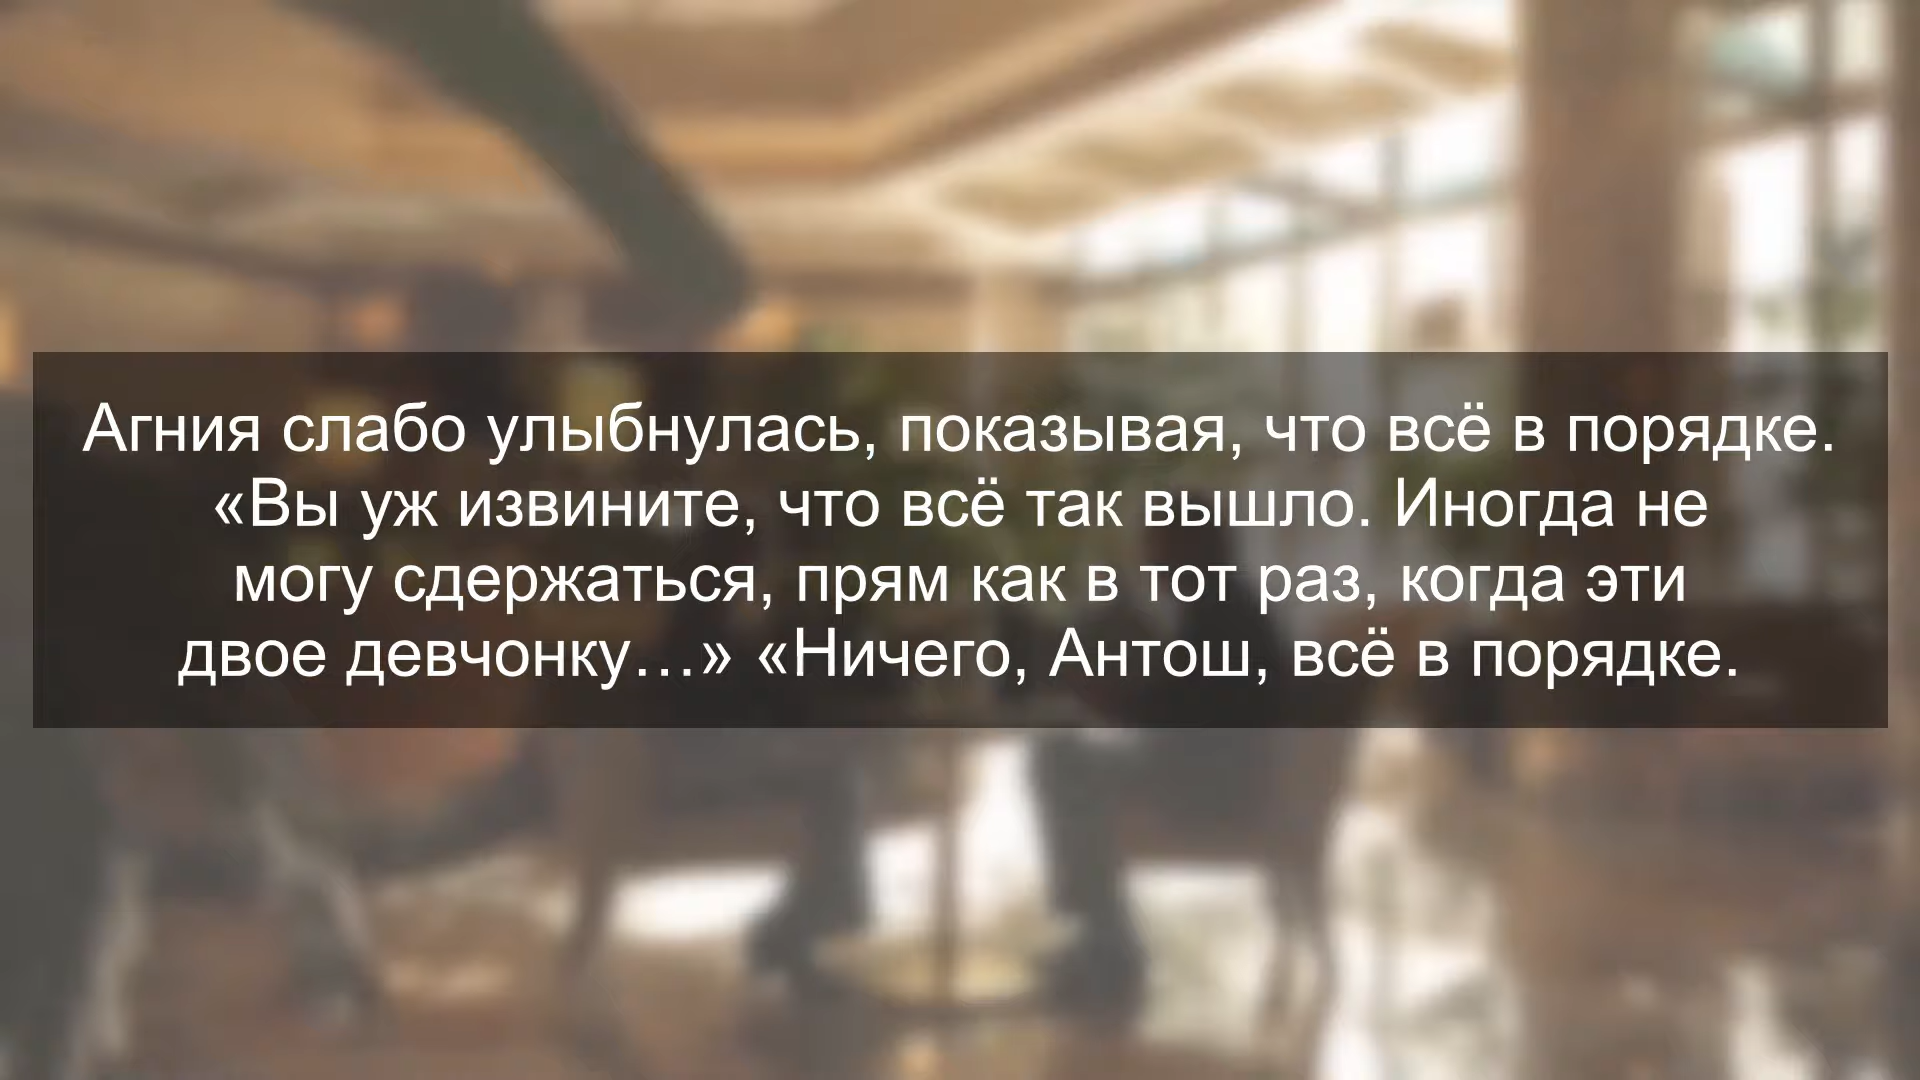 Агния слабо улыбнулась, показывая, что всё в порядке.
«Вы уж извините, что всё так вышло. Иногда не
могу сдержаться, прям как в тот раз, когда эти
двое девчонку…» «Ничего, Антош, всё в порядке.